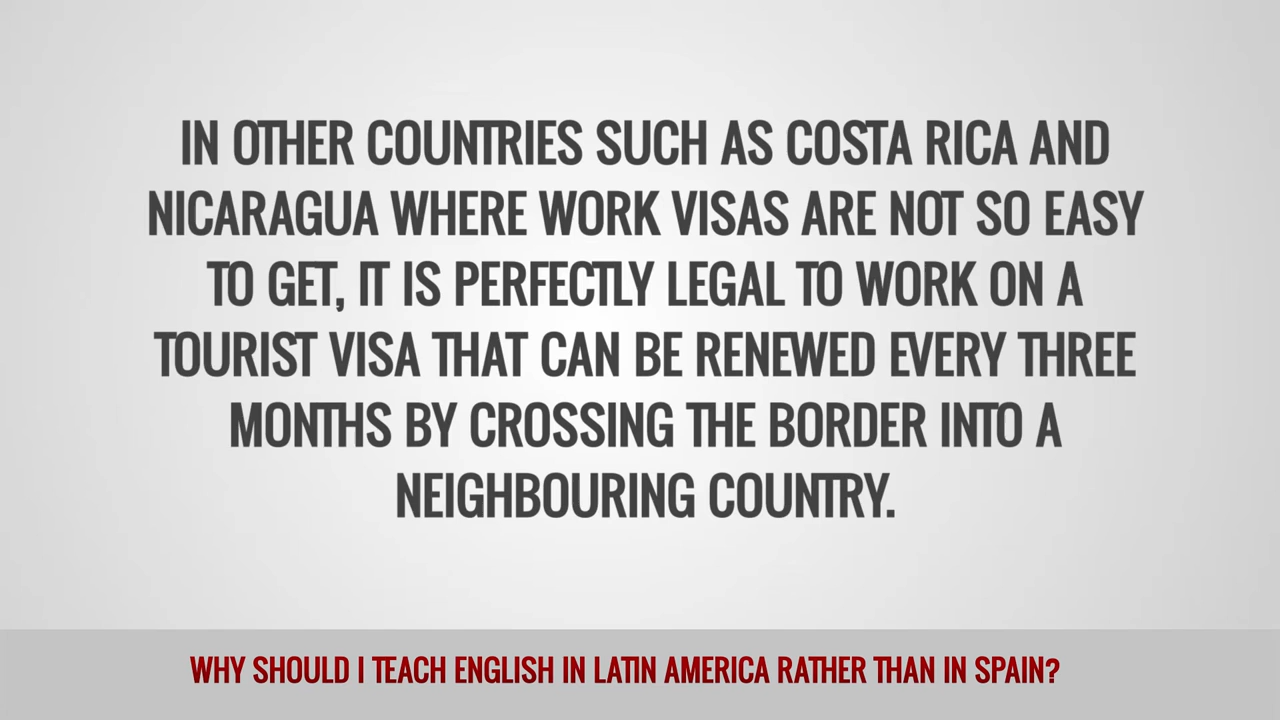 IN OTHER COUNTRIES SUCH AS COSTA RICA AND
NICARAGUA WHERE WORK VISAS ARE NOT SO EASY
TO GET, IT IS PERFECTLY LEGAL TO WORK ON A
TOURIST VISA THAT CAN BE RENEWED EVERY THREE
MONTHS BY CROSSING THE BORDER INTO A
NEIGHBOURING COUNTRY.
WHY SHOULD I TEACH ENGLISH IN LATIN AMERICA RATHER THAN IN SPAIN?